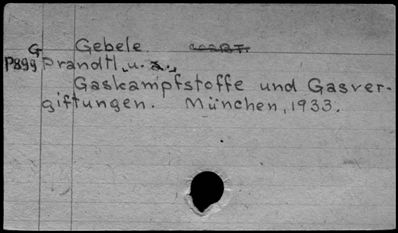 G Gebele
P899 Prandtl, u. a.,
Gaskampfstoffe und Gasver-
giftungen. München, 1933.